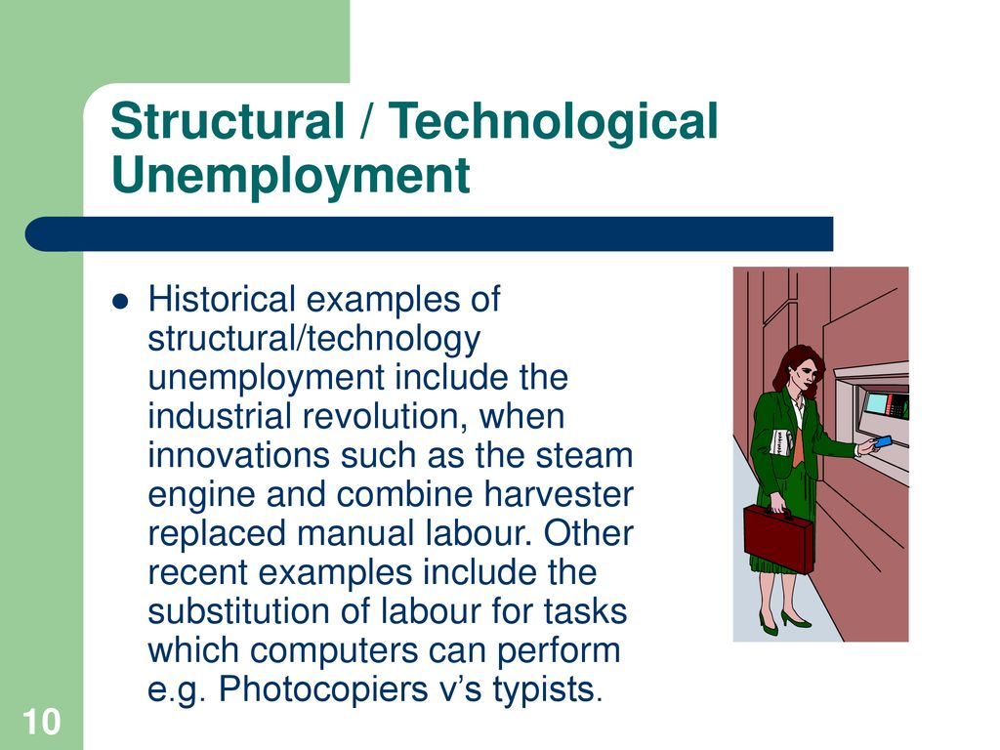 Structural / Technological
Unemployment
● Historical examples of
structural/technology
unemployment include the
industrial revolution, when
innovations such as the steam
engine and combine harvester
replaced manual labour. Other
recent examples include the
substitution of labour for tasks
which computers can perform
e.g. Photocopiers v’s typists.
10